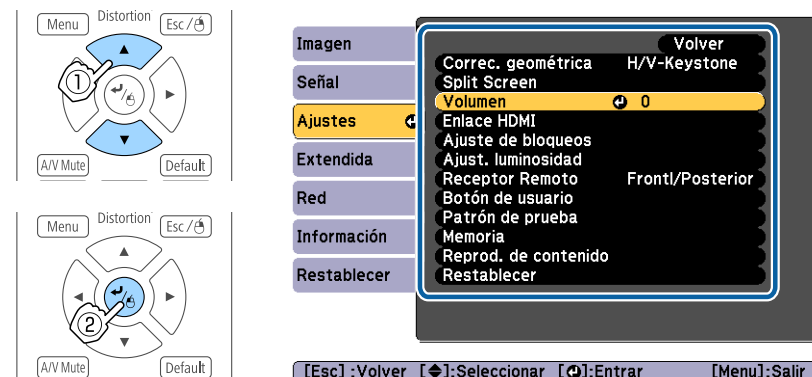 Menu Distortion Esc/
1
A/V Mute Default
Menu Distortion Esc/
2
A/V Mute Default
Imagen
Señal
Ajustes
Extendida
Red
Información
Restablecer
Volver
Correc. geométrica H/V-Keystone
Split Screen
Volumen 0
Enlace HDMI
Ajuste de bloqueos
Ajust. luminosidad
Receptor Remoto Frontl/Posterior
Botón de usuario
Patrón de prueba
Memoria
Reprod. de contenido
Restablecer
[Esc] :Volver [◆]:Seleccionar [⏎]:Entrar [Menu]:Salir